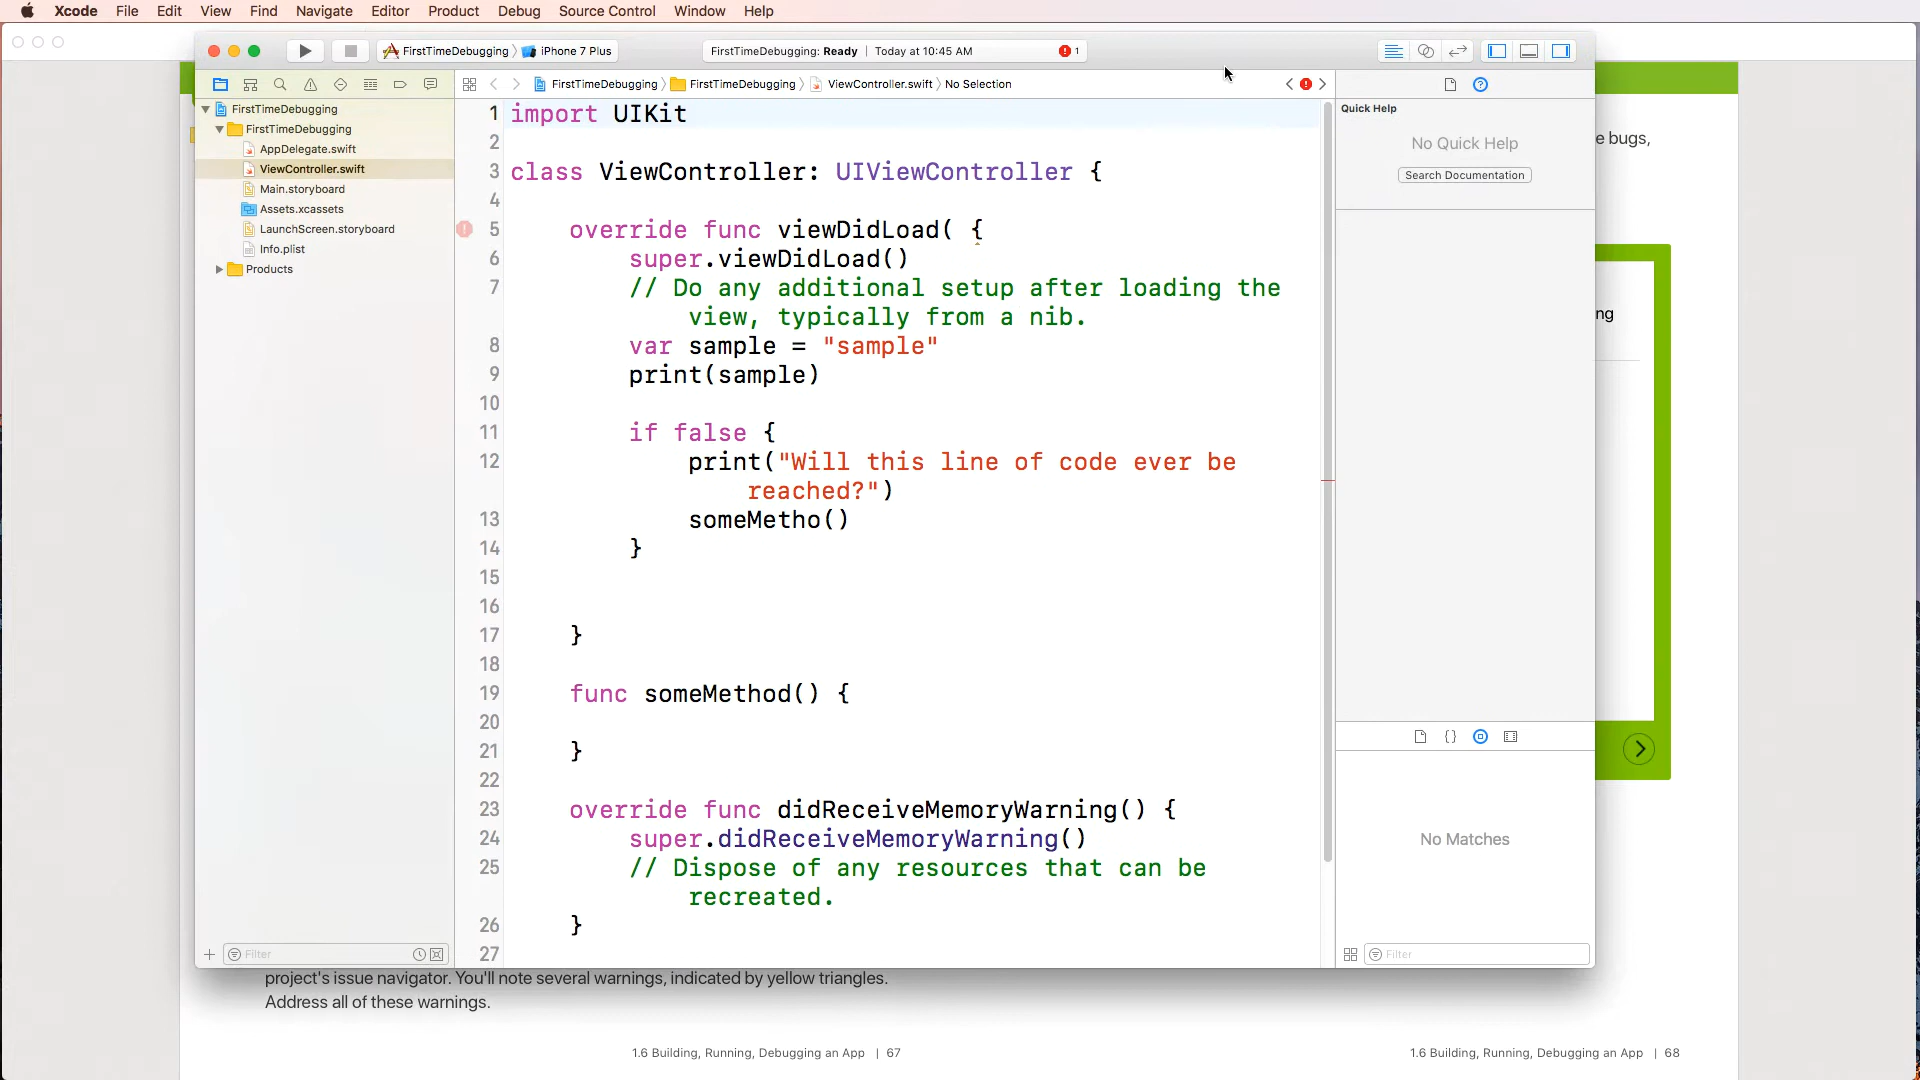 Xcode File Edit View Find Navigate Editor Product Debug Source Control Window Help
FirstTimeDebugging iPhone 7 Plus
FirstTimeDebugging: Ready | Today at 10:45 AM 1
FirstTimeDebugging FirstTimeDebugging ViewController.swift No Selection
FirstTimeDebugging
FirstTimeDebugging
AppDelegate.swift
ViewController.swift
Main.storyboard
Assets.xcassets
LaunchScreen.storyboard
Info.plist
Products
Filter
1 import UIKit
2
3 class ViewController: UIViewController {
4
5 override func viewDidLoad( {
6 super.viewDidLoad()
7 // Do any additional setup after loading the
view, typically from a nib.
8 var sample = "sample"
9 print(sample)
10
11 if false {
12 print("Will this line of code ever be
reached?")
13 someMetho()
14 }
15
16
17 }
18
19 func someMethod() {
20
21 }
22
23 override func didReceiveMemoryWarning() {
24 super.didReceiveMemoryWarning()
25 // Dispose of any resources that can be
recreated.
26 }
27
Quick Help
No Quick Help
Search Documentation
{}
No Matches
Filter
e bugs,
ng
project's issue navigator. You'll note several warnings, indicated by yellow triangles.
Address all of these warnings.
1.6 Building, Running, Debugging an App | 67
1.6 Building, Running, Debugging an App | 68